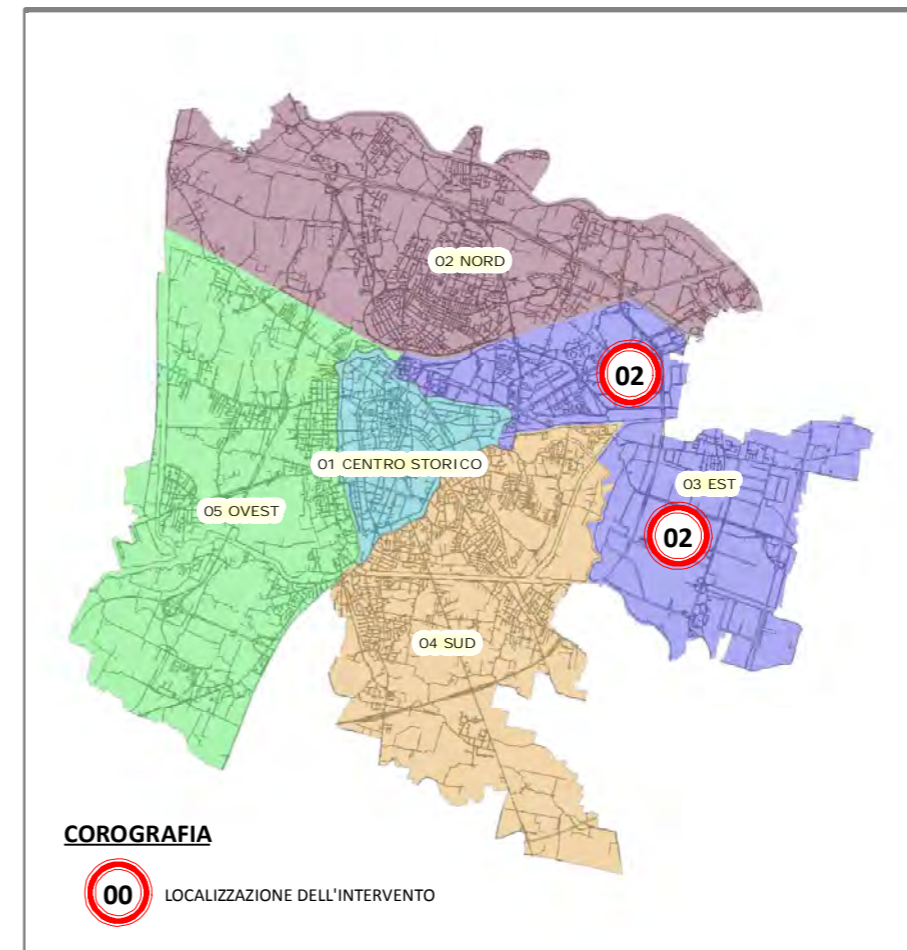 02 NORD
02
01 CENTRO STORICO
03 EST
05 OVEST
02
04 SUD
COROGRAFIA
00 LOCALIZZAZIONE DELL'INTERVENTO